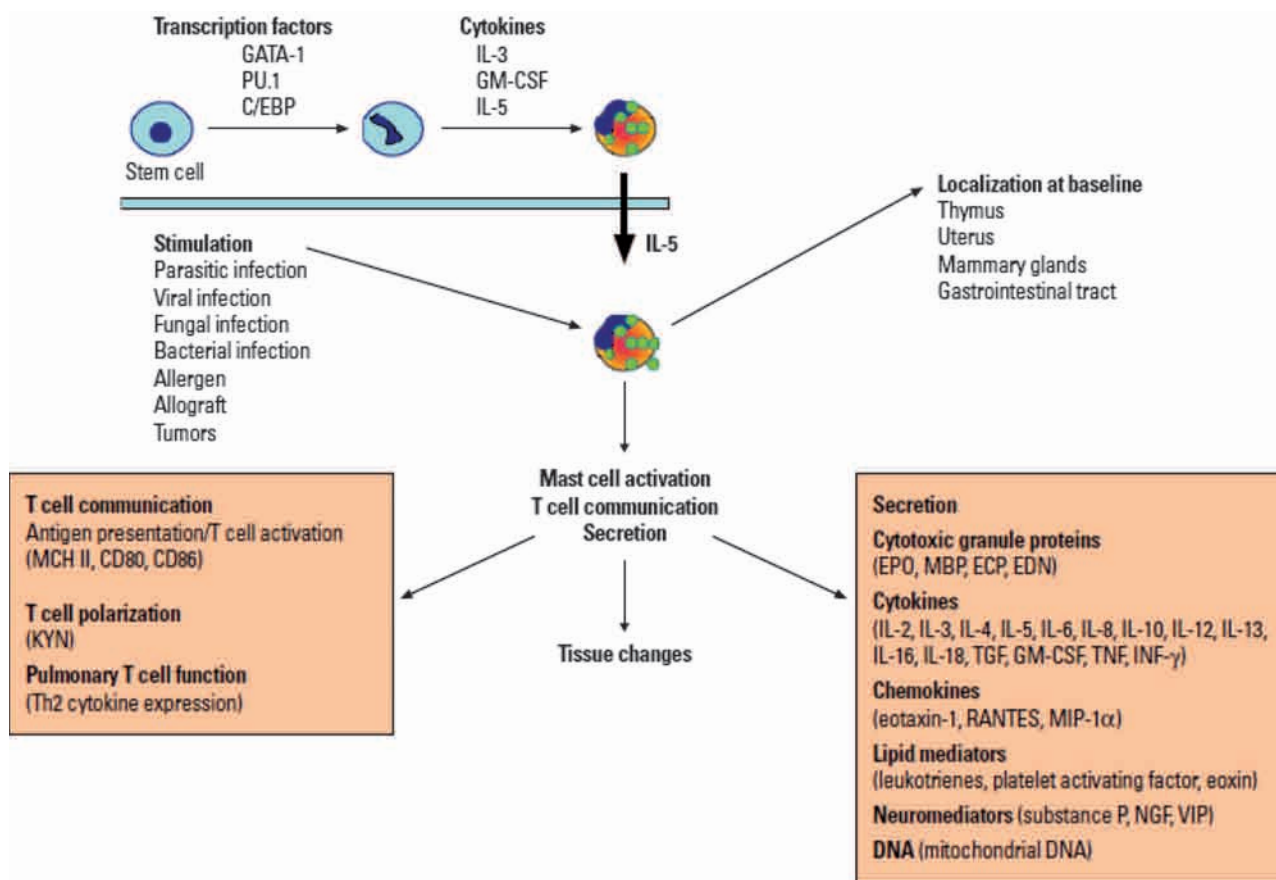 Transcription factors
GATA-1
PU.1
C/EBP
Cytokines
IL-3
GM-CSF
IL-5
Stem cell
IL-5
Localization at baseline
Thymus
Uterus
Mammary glands
Gastrointestinal tract
Stimulation
Parasitic infection
Viral infection
Fungal infection
Bacterial infection
Allergen
Allograft
Tumors
Mast cell activation
T cell communication
Secretion
Tissue changes
T cell communication
Antigen presentation/T cell activation
(MCH II, CD80, CD86)
T cell polarization
(KYN)
Pulmonary T cell function
(Th2 cytokine expression)
Secretion
Cytotoxic granule proteins
(EPO, MBP, ECP, EDN)
Cytokines
(IL-2, IL-3, IL-4, IL-5, IL-6, IL-8, IL-10, IL-12, IL-13,
IL-16, IL-18, TGF, GM-CSF, TNF, INF-γ)
Chemokines
(eotaxin-1, RANTES, MIP-1α)
Lipid mediators
(leukotrienes, platelet activating factor, eoxin)
Neuromediators (substance P, NGF, VIP)
DNA (mitochondrial DNA)